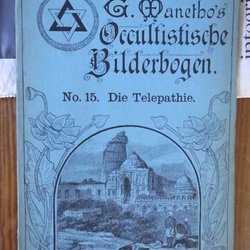 G. Manetho's
Occultistische
Bilderbogen.
No. 15. Die Telepathie.